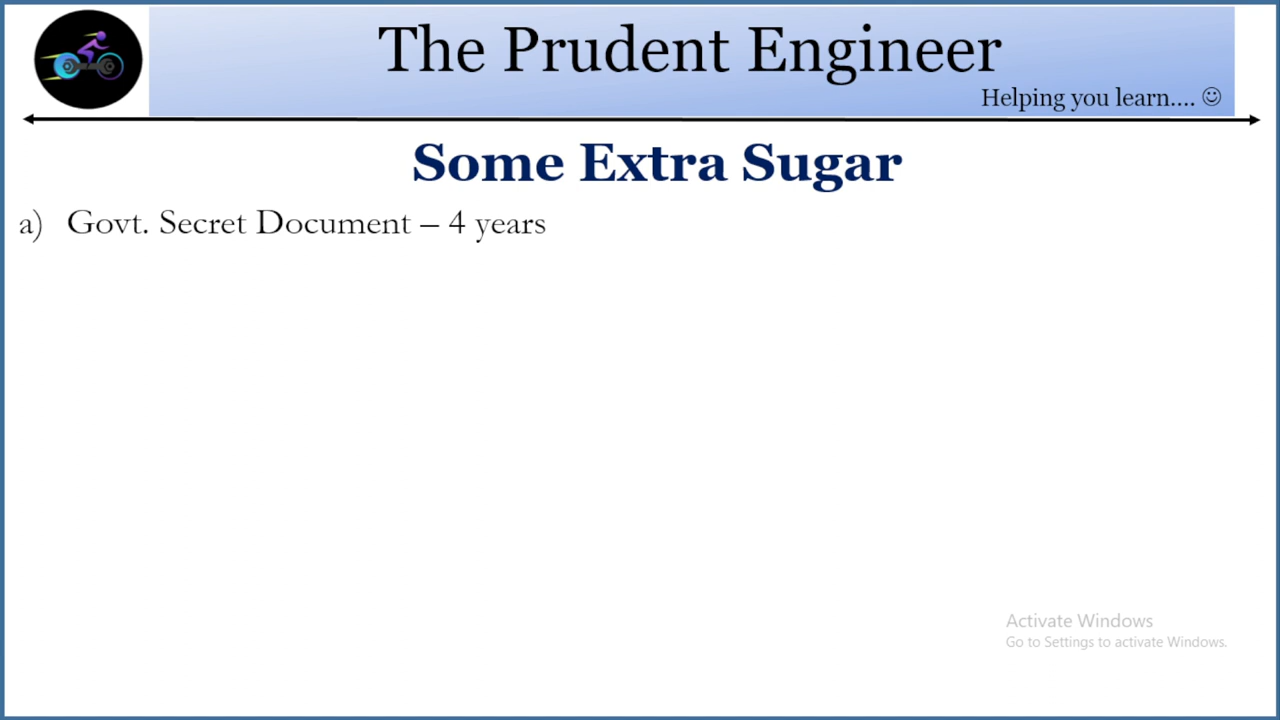 The Prudent Engineer
Helping you learn.... ☺
Some Extra Sugar
a) Govt. Secret Document – 4 years
Activate Windows
Go to Settings to activate Windows.